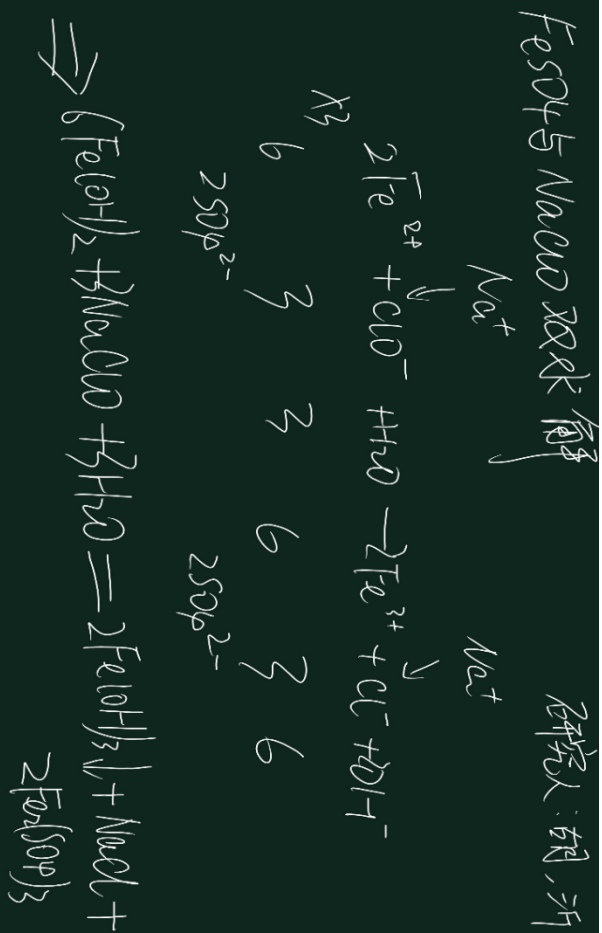 FeSO4与NaClO双水解
Na⁺ Na⁺
2Fe²⁺ + ClO⁻ + H₂O — 2Fe³⁺ + Cl⁻ + 2OH⁻
×3 6 3 3 6 3 6
2SO₄²⁻ 2SO₄²⁻
⇒ 6Fe(OH)₂ + 3NaClO + 3H₂O = 2Fe(OH)₃↓ + NaCl +
2Fe₂(SO₄)₃